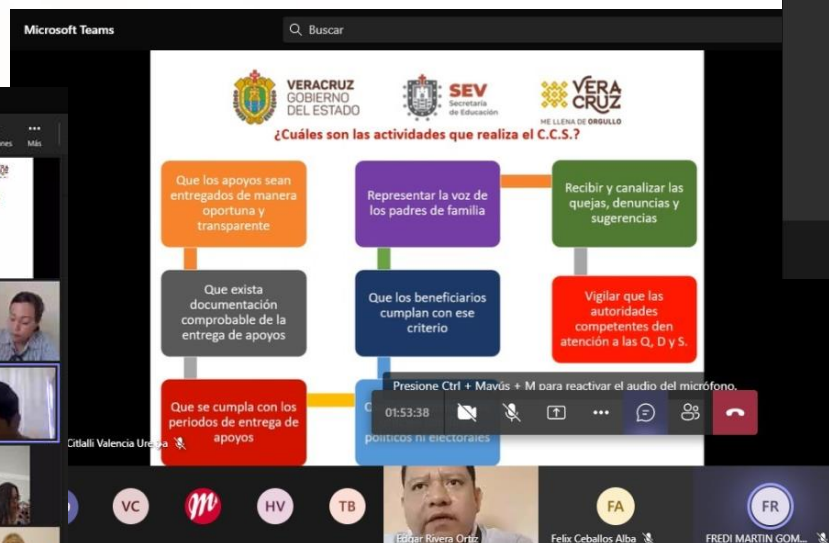 Microsoft Teams
Buscar
Más
VERACRUZ
GOBIERNO
DEL ESTADO
SEV
Secretaría
de Educación
VERA
CRUZ
ME LLENA DE ORGULLO
¿Cuáles son las actividades que realiza el C.C.S.?
Que los apoyos sean
entregados de manera
oportuna y
transparente
Representar la voz de
los padres de familia
Recibir y canalizar las
quejas, denuncias y
sugerencias
Que exista
documentación
comprobable de la
entrega de apoyos
Que los beneficiarios
cumplan con ese
criterio
Vigilar que las
autoridades
competentes den
atención a las Q, D y S.
Que se cumpla con los
periodos de entrega de
apoyos
políticos ni electorales
Presione Ctrl + Mayús + M para reactivar el audio del micrófono.
01:53:38
Citlalli Valencia
VC
m
HV
TB
Edgar Rivera Ortiz
FA
Felix Ceballos Alba
FR
FREDI MARTIN GOM...